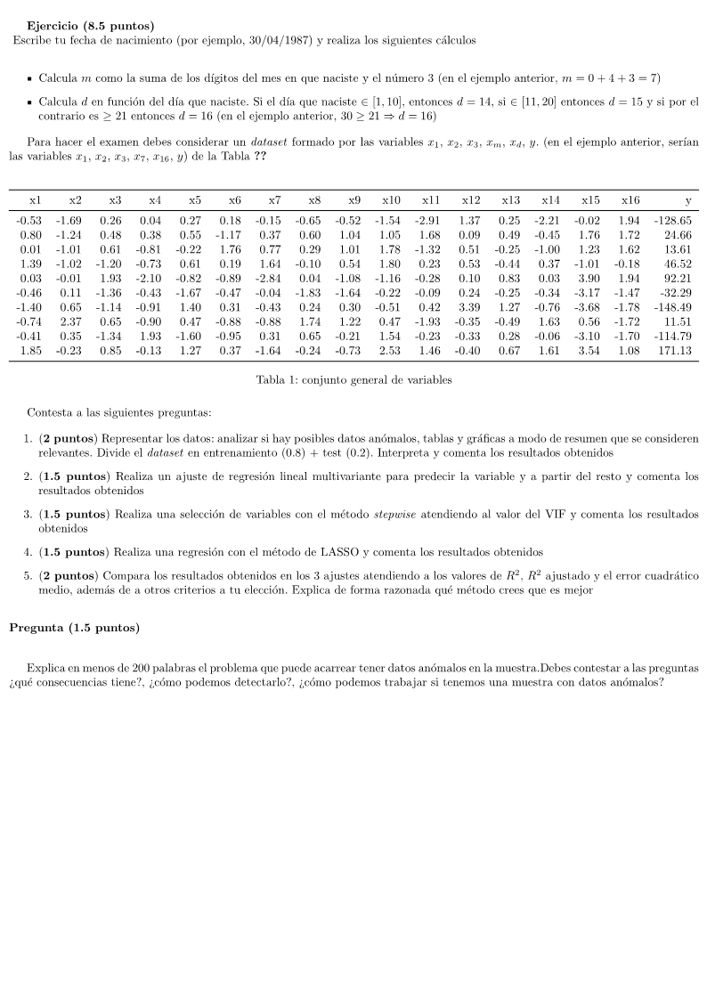 Ejercicio (8.5 puntos)
Escribe tu fecha de nacimiento (por ejemplo, 30/04/1987) y realiza los siguientes cálculos
▪ Calcula m como la suma de los dígitos del mes en que naciste y el número 3 (en el ejemplo anterior, m = 0 + 4 + 3 = 7)
▪ Calcula d en función del día que naciste. Si el día que naciste ∈ [1, 10], entonces d = 14, si ∈ [11, 20] entonces d = 15 y si por el
contrario es ≥ 21 entonces d = 16 (en el ejemplo anterior, 30 ≥ 21 ⇒ d = 16)
Para hacer el examen debes considerar un dataset formado por las variables x1, x2, x3, xm, xd, y. (en el ejemplo anterior, serían
las variables x1, x2, x3, x7, x16, y) de la Tabla ??
x1 x2 x3 x4 x5 x6 x7 x8 x9 x10 x11 x12 x13 x14 x15 x16 y
-0.53 -1.69 0.26 0.04 0.27 0.18 -0.15 -0.65 -0.52 -1.54 -2.91 1.37 0.25 -2.21 -0.02 1.94 -128.65
0.80 -1.24 0.48 0.38 0.55 -1.17 0.37 0.60 1.04 1.05 1.68 0.09 0.49 -0.45 1.76 1.72 24.66
0.01 -1.01 0.61 -0.81 -0.22 1.76 0.77 0.29 1.01 1.78 -1.32 0.51 -0.25 -1.00 1.23 1.62 13.61
1.39 -1.02 -1.20 -0.73 0.61 0.19 1.64 -0.10 0.54 1.80 0.23 0.53 -0.44 0.37 -1.01 -0.18 46.52
0.03 -0.01 1.93 -2.10 -0.82 -0.89 -2.84 0.04 -1.08 -1.16 -0.28 0.10 0.83 0.03 3.90 1.94 92.21
-0.46 0.11 -1.36 -0.43 -1.67 -0.47 -0.04 -1.83 -1.64 -0.22 -0.09 0.24 -0.25 -0.34 -3.17 -1.47 -32.29
-1.40 0.65 -1.14 -0.91 1.40 0.31 -0.43 0.24 0.30 -0.51 0.42 3.39 1.27 -0.76 -3.68 -1.78 -148.49
-0.74 2.37 0.65 -0.90 0.47 -0.88 -0.88 1.74 1.22 0.47 -1.93 -0.35 -0.49 1.63 0.56 -1.72 11.51
-0.41 0.35 -1.34 1.93 -1.60 -0.95 0.31 0.65 -0.21 1.54 -0.23 -0.33 0.28 -0.06 -3.10 -1.70 -114.79
1.85 -0.23 0.85 -0.13 1.27 0.37 -1.64 -0.24 -0.73 2.53 1.46 -0.40 0.67 1.61 3.54 1.08 171.13
Tabla 1: conjunto general de variables
Contesta a las siguientes preguntas:
1. (2 puntos) Representar los datos: analizar si hay posibles datos anómalos, tablas y gráficas a modo de resumen que se consideren
relevantes. Divide el dataset en entrenamiento (0.8) + test (0.2). Interpreta y comenta los resultados obtenidos
2. (1.5 puntos) Realiza un ajuste de regresión lineal multivariante para predecir la variable y a partir del resto y comenta los
resultados obtenidos
3. (1.5 puntos) Realiza una selección de variables con el método stepwise atendiendo al valor del VIF y comenta los resultados
obtenidos
4. (1.5 puntos) Realiza una regresión con el método de LASSO y comenta los resultados obtenidos
5. (2 puntos) Compara los resultados obtenidos en los 3 ajustes atendiendo a los valores de R², R² ajustado y el error cuadrático
medio, además de a otros criterios a tu elección. Explica de forma razonada qué método crees que es mejor
Pregunta (1.5 puntos)
Explica en menos de 200 palabras el problema que puede acarrear tener datos anómalos en la muestra.Debes contestar a las preguntas
¿qué consecuencias tiene?, ¿cómo podemos detectarlo?, ¿cómo podemos trabajar si tenemos una muestra con datos anómalos?